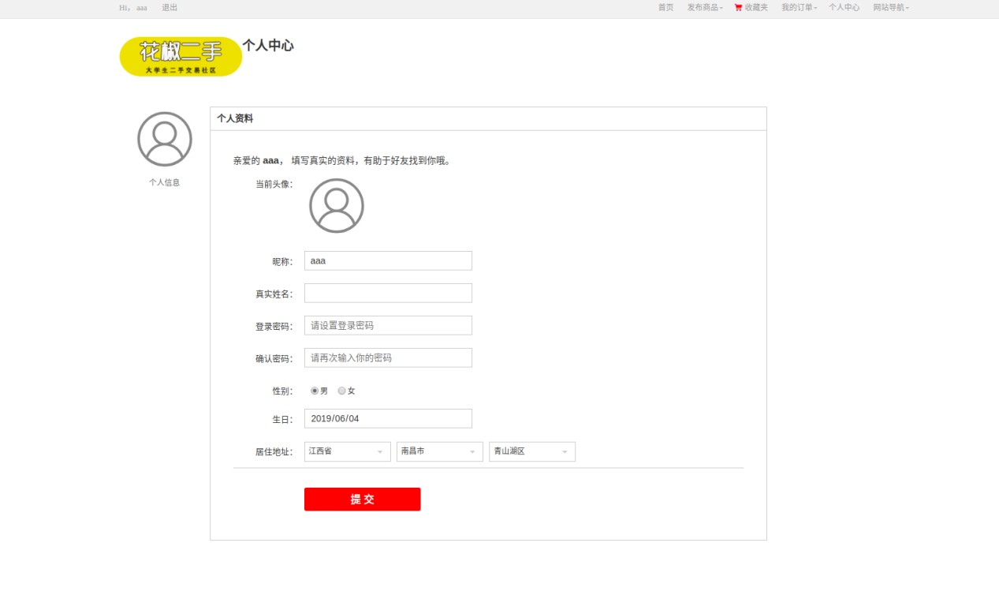 Hi， aaa 退出 首页 发布商品 收藏夹 我的订单 个人中心 网站导航
花椒二手
大学生二手交易社区
个人中心
个人信息
个人资料
亲爱的 aaa， 填写真实的资料，有助于好友找到你哦。
当前头像：
昵称： aaa
真实姓名：
登录密码： 请设置登录密码
确认密码： 请再次输入你的密码
性别： 男 女
生日： 2019/06/04
居住地址： 江西省 南昌市 青山湖区
提 交